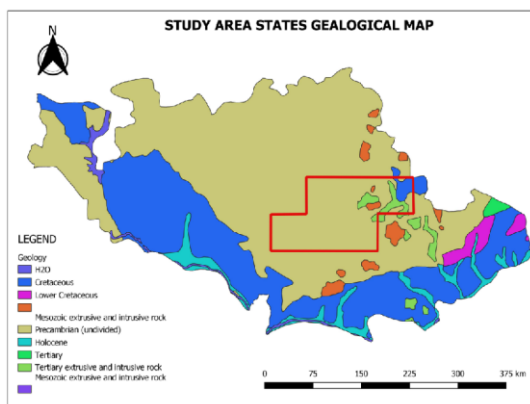 STUDY AREA STATES GEALOGICAL MAP
N
LEGEND
Geology
H2O
Cretaceous
Lower Cretaceous
Mesozoic extrusive and intrusive rock
Precambrian (undivided)
Holocene
Tertiary
Tertiary extrusive and intrusive rock
Mesozoic extrusive and intrusive rock
0 75 150 225 300 375 km